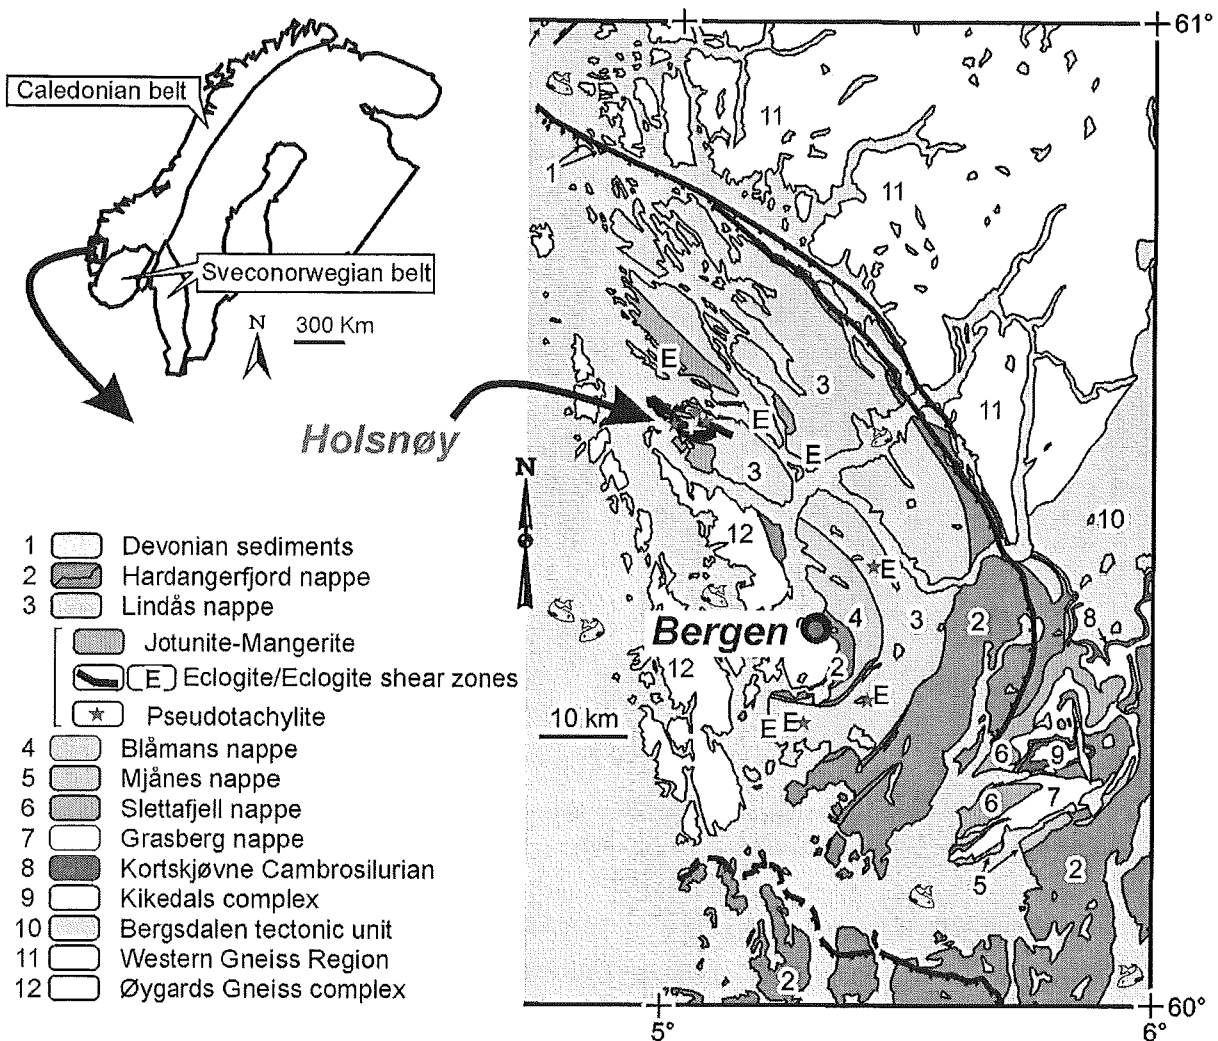 Caledonian belt
Sveconorwegian belt
N
300 Km
Holsnøy
N
1 Devonian sediments
2 Hardangerfjord nappe
3 Lindås nappe
Jotunite-Mangerite
E Eclogite/Eclogite shear zones
Pseudotachylite
4 Blåmans nappe
5 Mjånes nappe
6 Slettafjell nappe
7 Grasberg nappe
8 Kortskjøvne Cambrosilurian
9 Kikedals complex
10 Bergsdalen tectonic unit
11 Western Gneiss Region
12 Øygards Gneiss complex
61°
11
1
11
E
3
E
11
E
3
12
10
E
4
3
2
8
Bergen
12
2
E
E E
10 km
6
9
6
7
5
2
2
60°
5°
6°